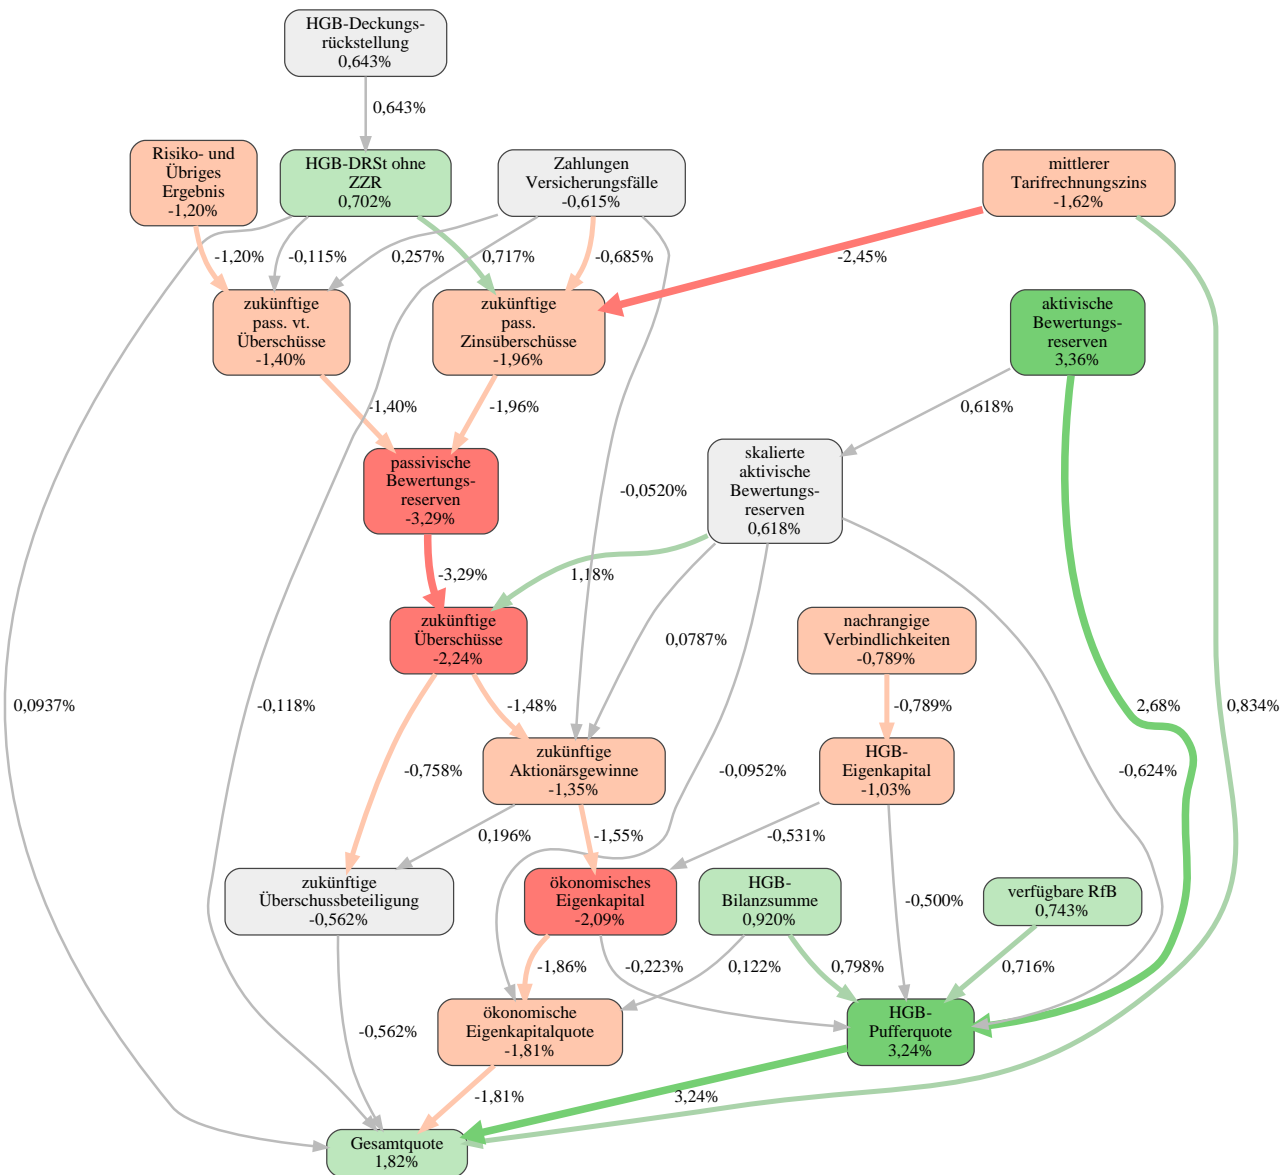 HGB-Deckungs-
rückstellung
0,643%
0,643%
Risiko- und
Übriges
Ergebnis
-1,20%
HGB-DRSt ohne
ZZR
0,702%
Zahlungen
Versicherungsfälle
-0,615%
mittlerer
Tarifrechnungszins
-1,62%
-1,20%
-0,115%
0,257%
0,717%
-0,685%
-2,45%
zukünftige
pass. vt.
Überschüsse
-1,40%
zukünftige
pass.
Zinsüberschüsse
-1,96%
aktivische
Bewertungs-
reserven
3,36%
-1,40%
-1,96%
0,618%
passivische
Bewertungs-
reserven
-3,29%
skalierte
aktivische
Bewertungs-
reserven
0,618%
-0,0520%
-3,29%
1,18%
zukünftige
Überschüsse
-2,24%
nachrangige
Verbindlichkeiten
-0,789%
0,0787%
0,0937%
-0,118%
-1,48%
-0,789%
2,68%
0,834%
-0,758%
zukünftige
Aktionärsgewinne
-1,35%
-0,0952%
HGB-
Eigenkapital
-1,03%
-0,624%
0,196%
-1,55%
-0,531%
zukünftige
Überschussbeteiligung
-0,562%
ökonomisches
Eigenkapital
-2,09%
HGB-
Bilanzsumme
0,920%
-0,500%
verfügbare RfB
0,743%
-1,86%
-0,223%
0,122%
0,798%
0,716%
-0,562%
ökonomische
Eigenkapitalquote
-1,81%
HGB-
Pufferquote
3,24%
-1,81%
3,24%
Gesamtquote
1,82%